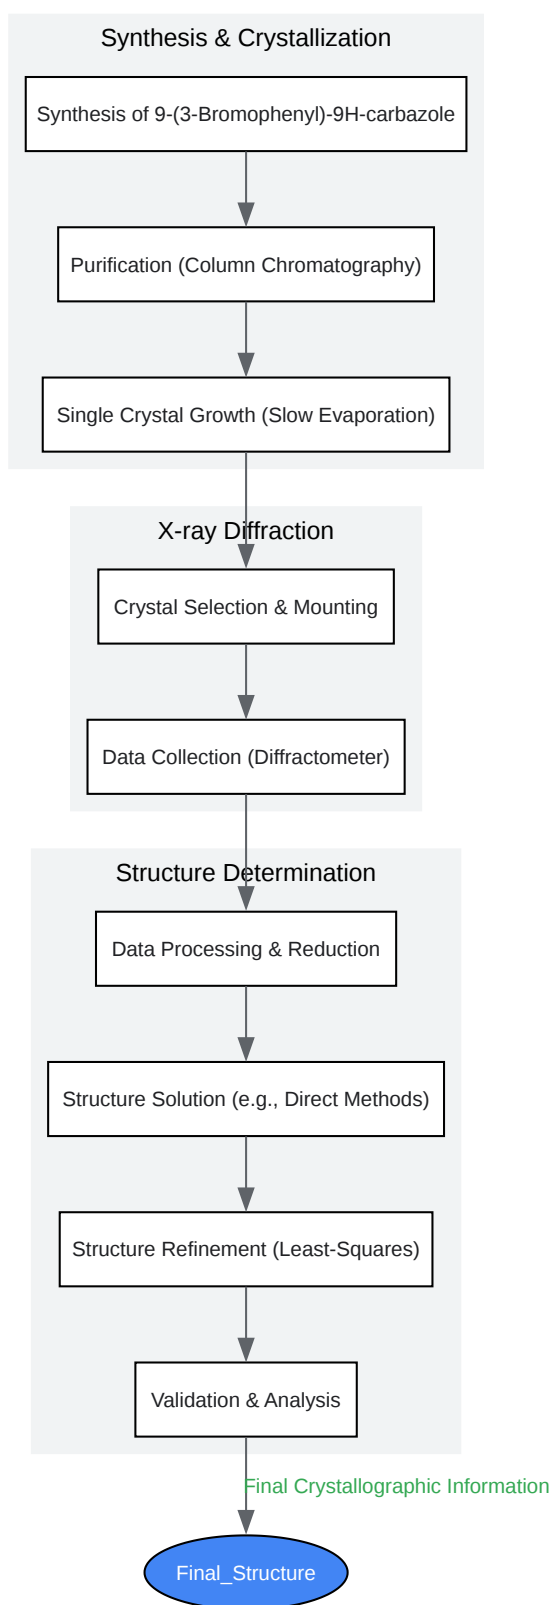 Synthesis & Crystallization
Synthesis of 9-(3-Bromophenyl)-9H-carbazole
Purification (Column Chromatography)
Single Crystal Growth (Slow Evaporation)
X-ray Diffraction
Crystal Selection & Mounting
Data Collection (Diffractometer)
Structure Determination
Data Processing & Reduction
Structure Solution (e.g., Direct Methods)
Structure Refinement (Least-Squares)
Validation & Analysis
Final Crystallographic Information
Final_Structure